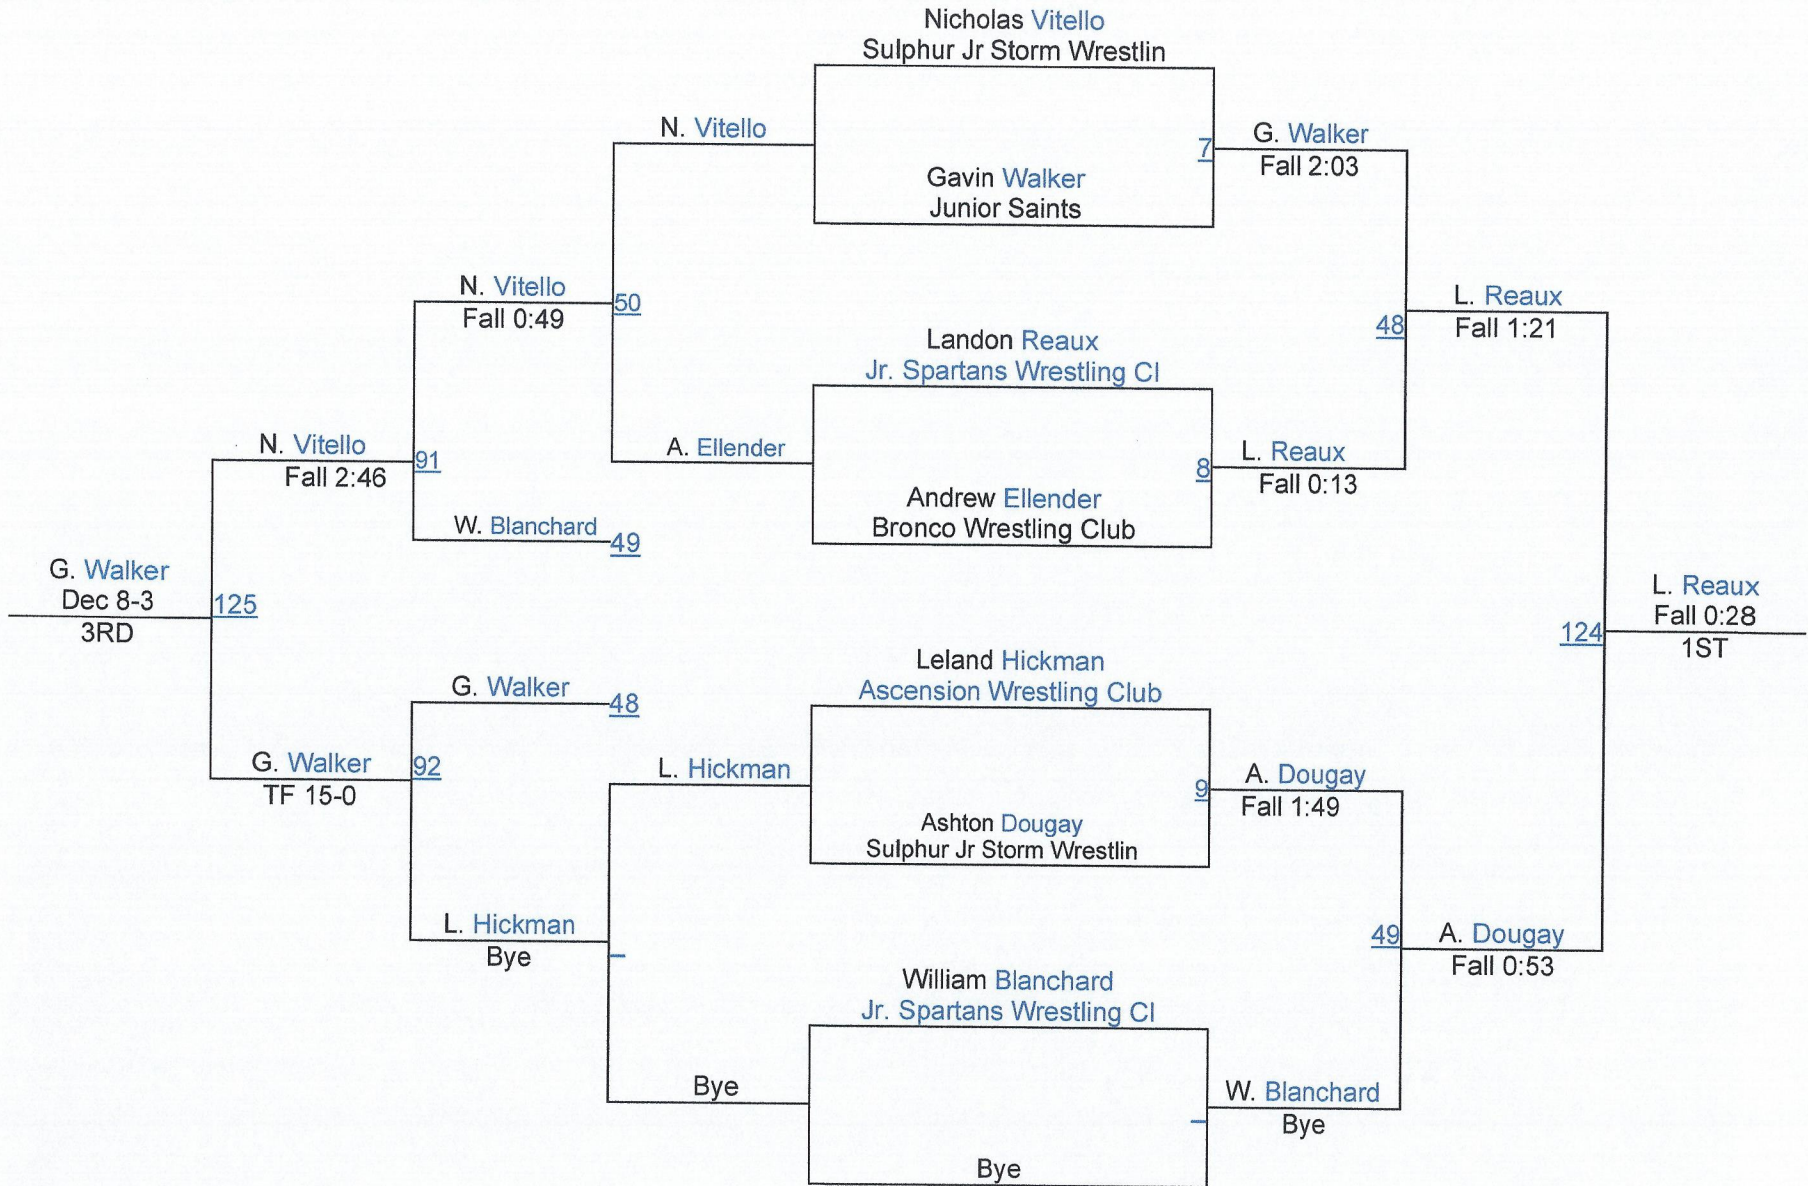 Nicholas Vitello
Sulphur Jr Storm Wrestlin
N. Vitello
7
G. Walker
Fall 2:03
Gavin Walker
Junior Saints
N. Vitello
Fall 0:49
50
L. Reaux
Fall 1:21
48
Landon Reaux
Jr. Spartans Wrestling Cl
N. Vitello
Fall 2:46
91
A. Ellender
8
L. Reaux
Fall 0:13
Andrew Ellender
Bronco Wrestling Club
W. Blanchard
49
G. Walker
Dec 8-3
3RD
125
L. Reaux
Fall 0:28
1ST
124
Leland Hickman
Ascension Wrestling Club
G. Walker
48
G. Walker
TF 15-0
92
L. Hickman
9
A. Dougay
Fall 1:49
Ashton Dougay
Sulphur Jr Storm Wrestlin
L. Hickman
Bye
49
A. Dougay
Fall 0:53
William Blanchard
Jr. Spartans Wrestling Cl
Bye
W. Blanchard
Bye
Bye